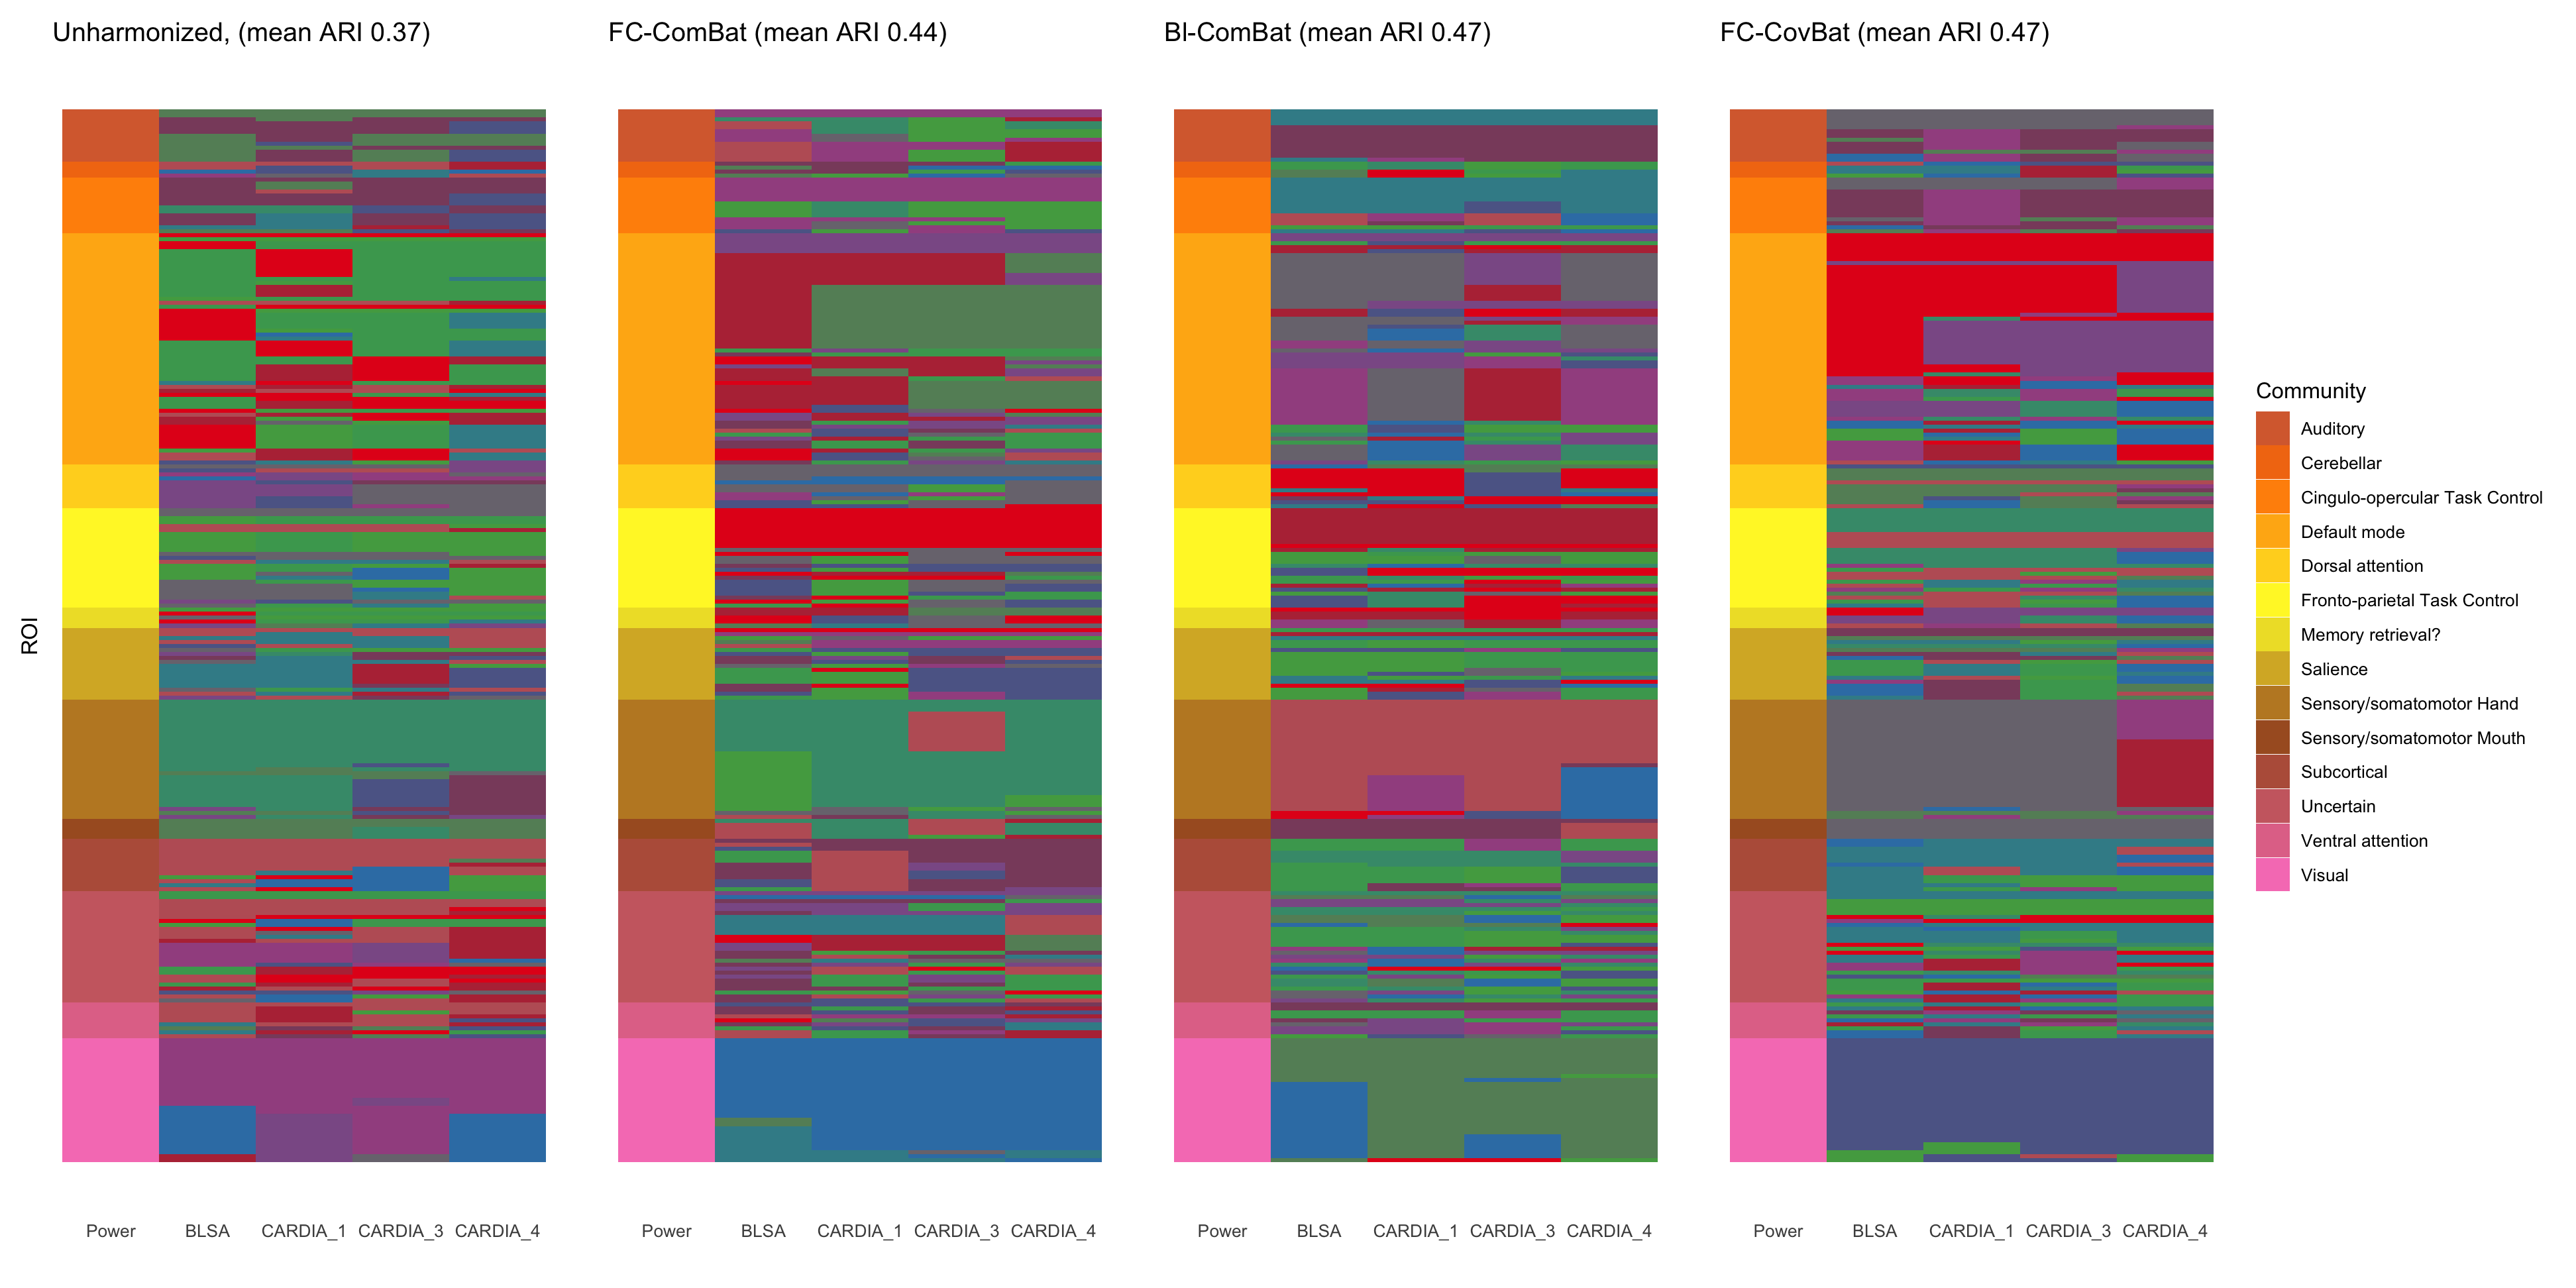 Unharmonized, (mean ARI 0.37)
FC-ComBat (mean ARI 0.44)
Bl-ComBat (mean ARI 0.47)
FC-CovBat (mean ARI 0.47)
ROI
Community
Auditory
Cerebellar
Cingulo-opercular Task Control
Default mode
Dorsal attention
Fronto-parietal Task Control
Memory retrieval?
Salience
Sensory/somatomotor Hand
Sensory/somatomotor Mouth
Subcortical
Uncertain
Ventral attention
Visual
Power BLSA CARDIA_1 CARDIA_3 CARDIA_4
Power BLSA CARDIA_1 CARDIA_3 CARDIA_4
Power BLSA CARDIA_1 CARDIA_3 CARDIA_4
Power BLSA CARDIA_1 CARDIA_3 CARDIA_4